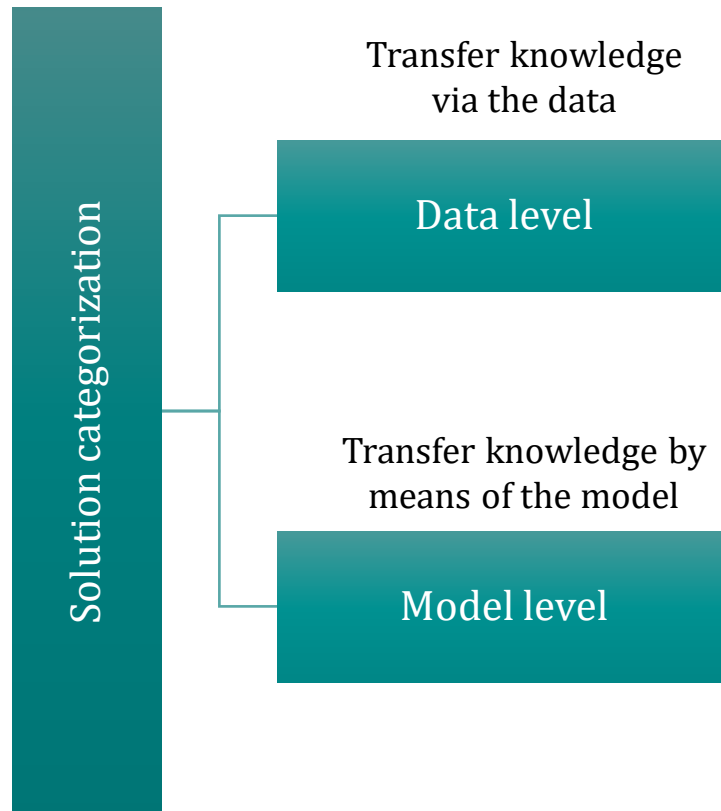 Solution categorization
Transfer knowledge
via the data
Data level
Transfer knowledge by
means of the model
Model level